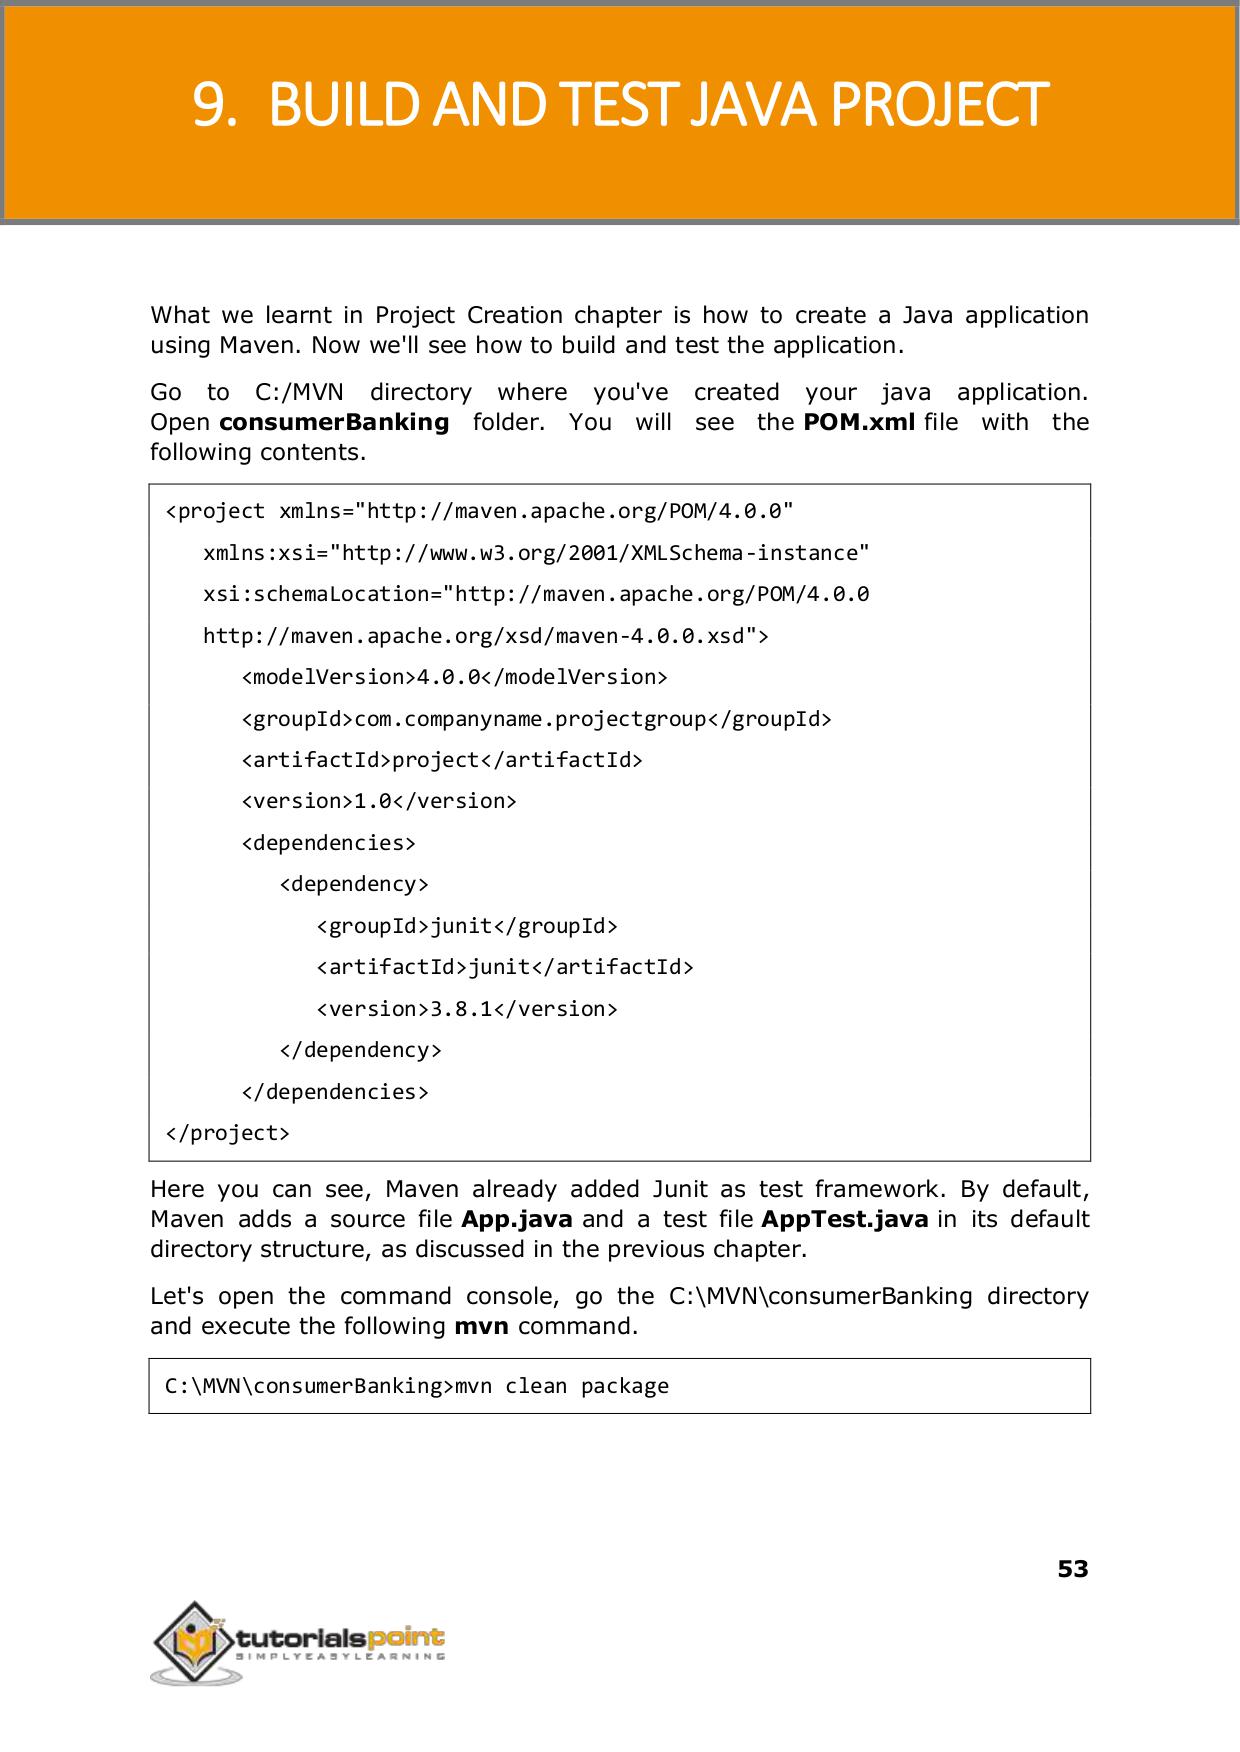 9. BUILD AND TEST JAVA PROJECT
What we learnt in Project Creation chapter is how to create a Java application
using Maven. Now we'll see how to build and test the application.
Go to C:/MVN directory where you've created your java application.
Open consumerBanking folder. You will see the POM.xml file with the
following contents.
<project xmlns="http://maven.apache.org/POM/4.0.0"
xmlns:xsi="http://www.w3.org/2001/XMLSchema-instance"
xsi:schemaLocation="http://maven.apache.org/POM/4.0.0
http://maven.apache.org/xsd/maven-4.0.0.xsd">
<modelVersion>4.0.0</modelVersion>
<groupId>com.companyname.projectgroup</groupId>
<artifactId>project</artifactId>
<version>1.0</version>
<dependencies>
<dependency>
<groupId>junit</groupId>
<artifactId>junit</artifactId>
<version>3.8.1</version>
</dependency>
</dependencies>
</project>
Here you can see, Maven already added Junit as test framework. By default,
Maven adds a source file App.java and a test file AppTest.java in its default
directory structure, as discussed in the previous chapter.
Let's open the command console, go the C:\MVN\consumerBanking directory
and execute the following mvn command.
C:\MVN\consumerBanking>mvn clean package
53
tutorialspoint
SIMPLYEASYLEARNING